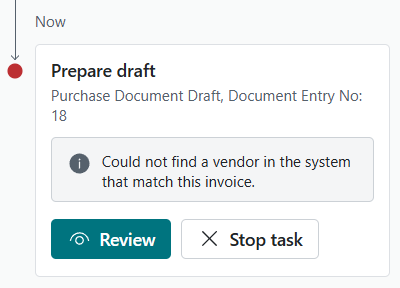 Now
Prepare draft
Purchase Document Draft, Document Entry No:
18
Could not find a vendor in the system
that match this invoice.
Review
Stop task